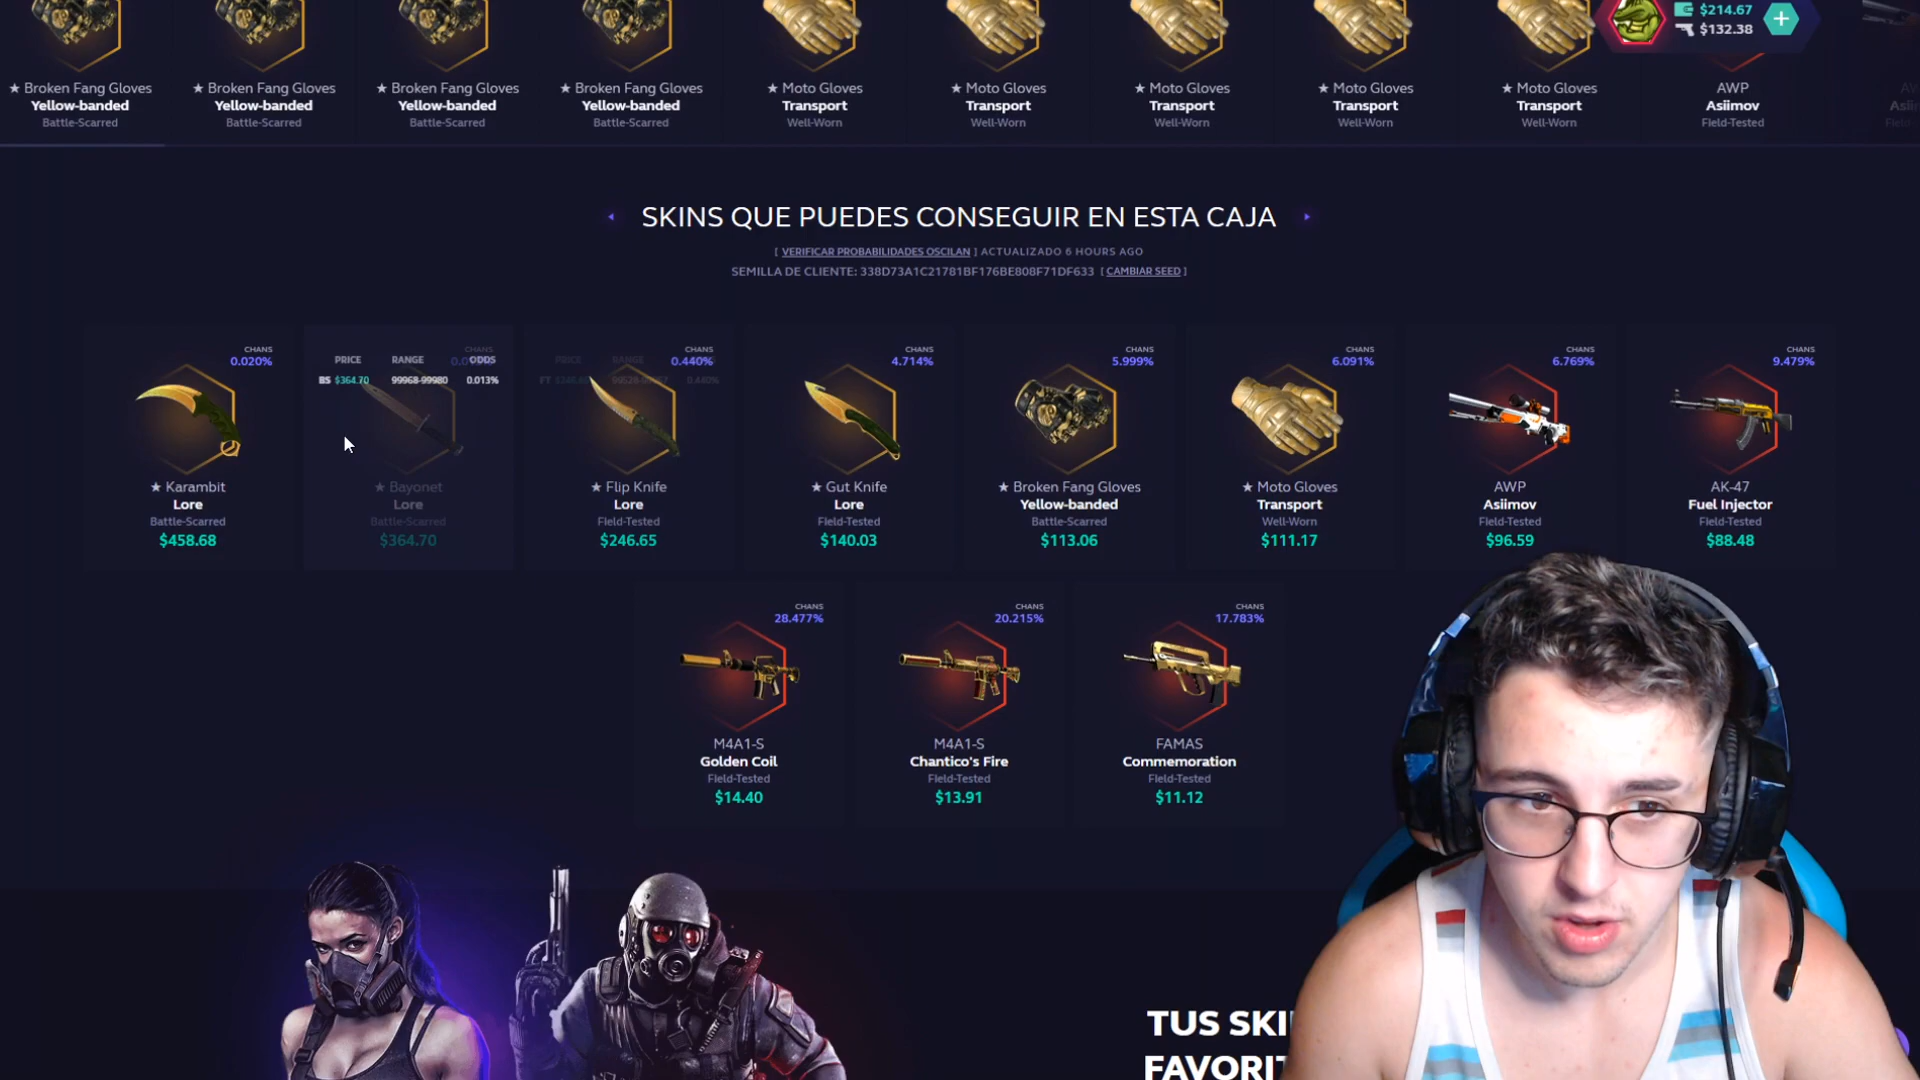 $214.67
$132.38
★ Broken Fang Gloves
Yellow-banded
Battle-Scarred
★ Broken Fang Gloves
Yellow-banded
Battle-Scarred
★ Broken Fang Gloves
Yellow-banded
Battle-Scarred
★ Broken Fang Gloves
Yellow-banded
Battle-Scarred
★ Moto Gloves
Transport
Well-Worn
★ Moto Gloves
Transport
Well-Worn
★ Moto Gloves
Transport
Well-Worn
★ Moto Gloves
Transport
Well-Worn
★ Moto Gloves
Transport
Well-Worn
AWP
Asiimov
Field-Tested
SKINS QUE PUEDES CONSEGUIR EN ESTA CAJA
[ VERIFICAR PROBABILIDADES OSCILAN ] ACTUALIZADO 6 HOURS AGO
SEMILLA DE CLIENTE: 338D73A1C21781BF176BE808F71DF633 [ CAMBIAR SEED ]
CHANS
0.020%
★ Karambit
Lore
Battle-Scarred
$458.68
CHANS
PRICE RANGE ODDS
BS $364.70 99968-99980 0.013%
★ Bayonet
Lore
Battle-Scarred
$364.70
CHANS
0.440%
PRICE RANGE
★ Flip Knife
Lore
Field-Tested
$246.65
CHANS
4.714%
★ Gut Knife
Lore
Field-Tested
$140.03
CHANS
5.999%
★ Broken Fang Gloves
Yellow-banded
Battle-Scarred
$113.06
CHANS
6.091%
★ Moto Gloves
Transport
Well-Worn
$111.17
CHANS
6.769%
AWP
Asiimov
Field-Tested
$96.59
CHANS
9.479%
AK-47
Fuel Injector
Field-Tested
$88.48
CHANS
28.477%
M4A1-S
Golden Coil
Field-Tested
$14.40
CHANS
20.215%
M4A1-S
Chantico's Fire
Field-Tested
$13.91
CHANS
17.783%
FAMAS
Commemoration
Field-Tested
$11.12
TUS SKI
FAVORIT